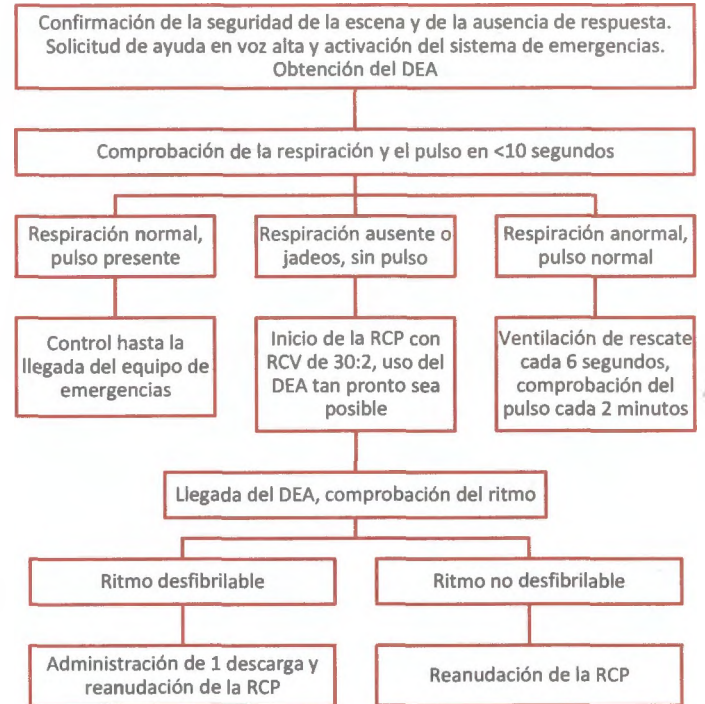 Confirmación de la seguridad de la escena y de la ausencia de respuesta.
Solicitud de ayuda en voz alta y activación del sistema de emergencias.
Obtención del DEA
Comprobación de la respiración y el pulso en <10 segundos
Respiración normal,
pulso presente
Respiración ausente o
jadeos, sin pulso
Respiración anormal,
pulso normal
Control hasta la
llegada del equipo de
emergencias
Inicio de la RCP con
RCV de 30:2, uso del
DEA tan pronto sea
posible
Ventilación de rescate
cada 6 segundos,
comprobación del
pulso cada 2 minutos
Llegada del DEA, comprobación del ritmo
Ritmo desfibrilable
Ritmo no desfibrilable
Administración de 1 descarga y
reanudación de la RCP
Reanudación de la RCP